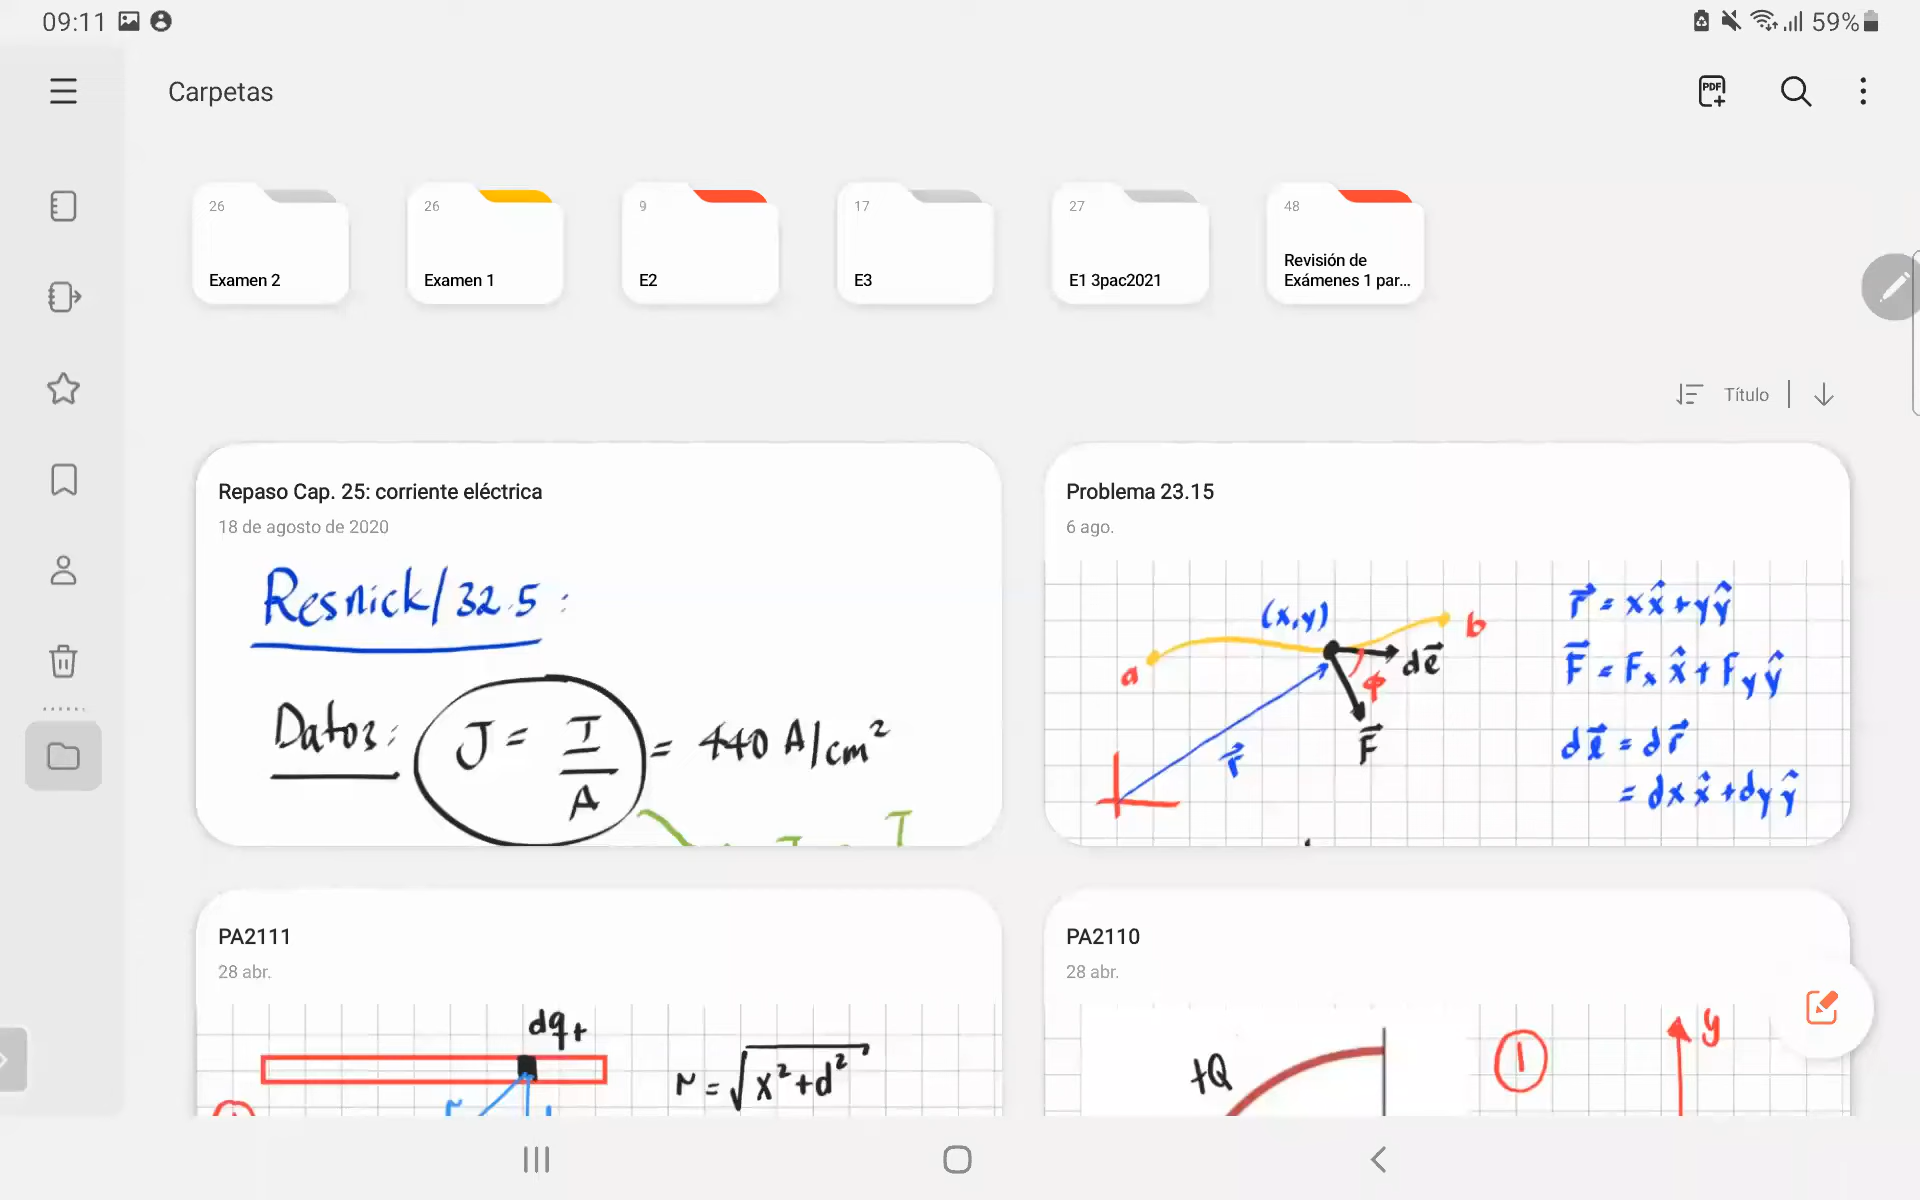 09:11
59%
Carpetas
PDF
26
Examen 2
26
Examen 1
9
E2
17
E3
27
E1 3pac2021
48
Revisión de
Exámenes 1 par...
Título
Repaso Cap. 25: corriente eléctrica
18 de agosto de 2020
Resnick/32.5:
Datos: J = I/A = 440 A/cm²
Problema 23.15
6 ago.
(x,y)
a
b
dℓ⃗
ϕ
F⃗
r⃗
r⃗ = xx̂ + yŷ
F⃗ = Fₓ x̂ + Fy ŷ
dℓ⃗ = dr⃗
= dx x̂ + dy ŷ
PA2111
28 abr.
dq+
r
r = √(x² + d²)
PA2110
28 abr.
+Q
1
y